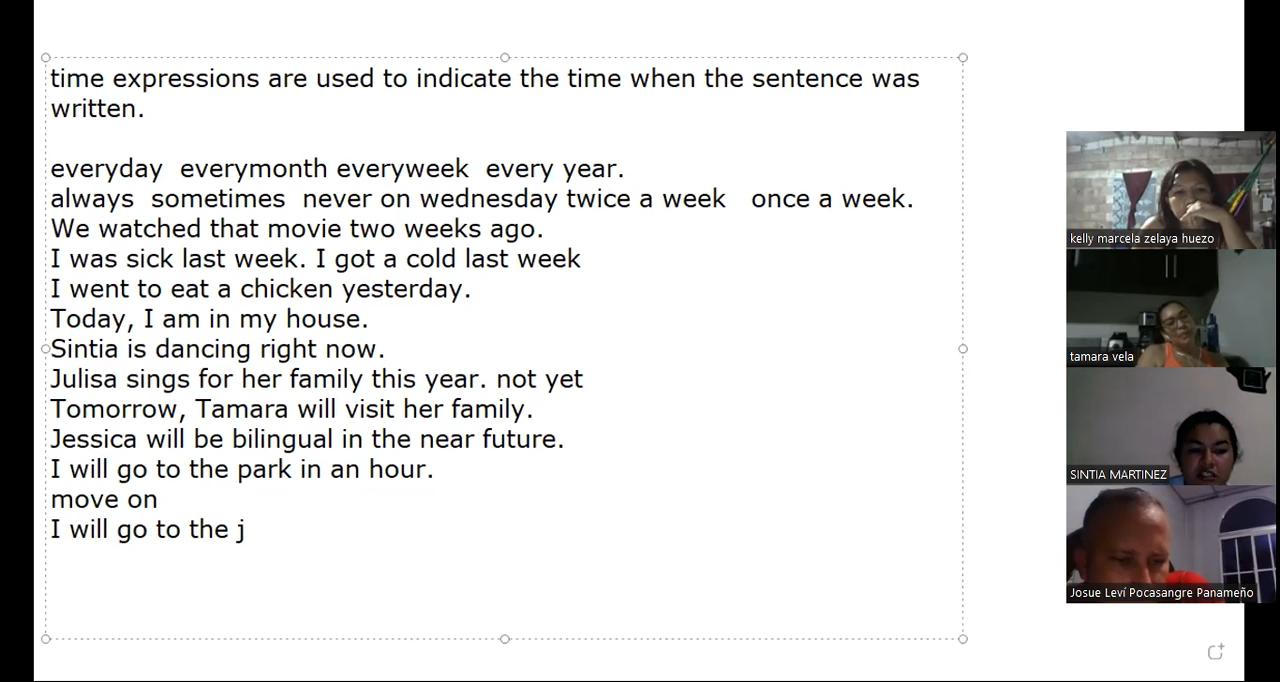 time expressions are used to indicate the time when the sentence was
written.
everyday  everymonth everyweek  every year.
always  sometimes  never on wednesday twice a week   once a week.
We watched that movie two weeks ago.
I was sick last week. I got a cold last week
I went to eat a chicken yesterday.
Today, I am in my house.
Sintia is dancing right now.
Julisa sings for her family this year. not yet
Tomorrow, Tamara will visit her family.
Jessica will be bilingual in the near future.
I will go to the park in an hour.
move on
I will go to the j
kelly marcela zelaya huezo
tamara vela
SINTIA MARTINEZ
Josue Leví Pocasangre Panameño